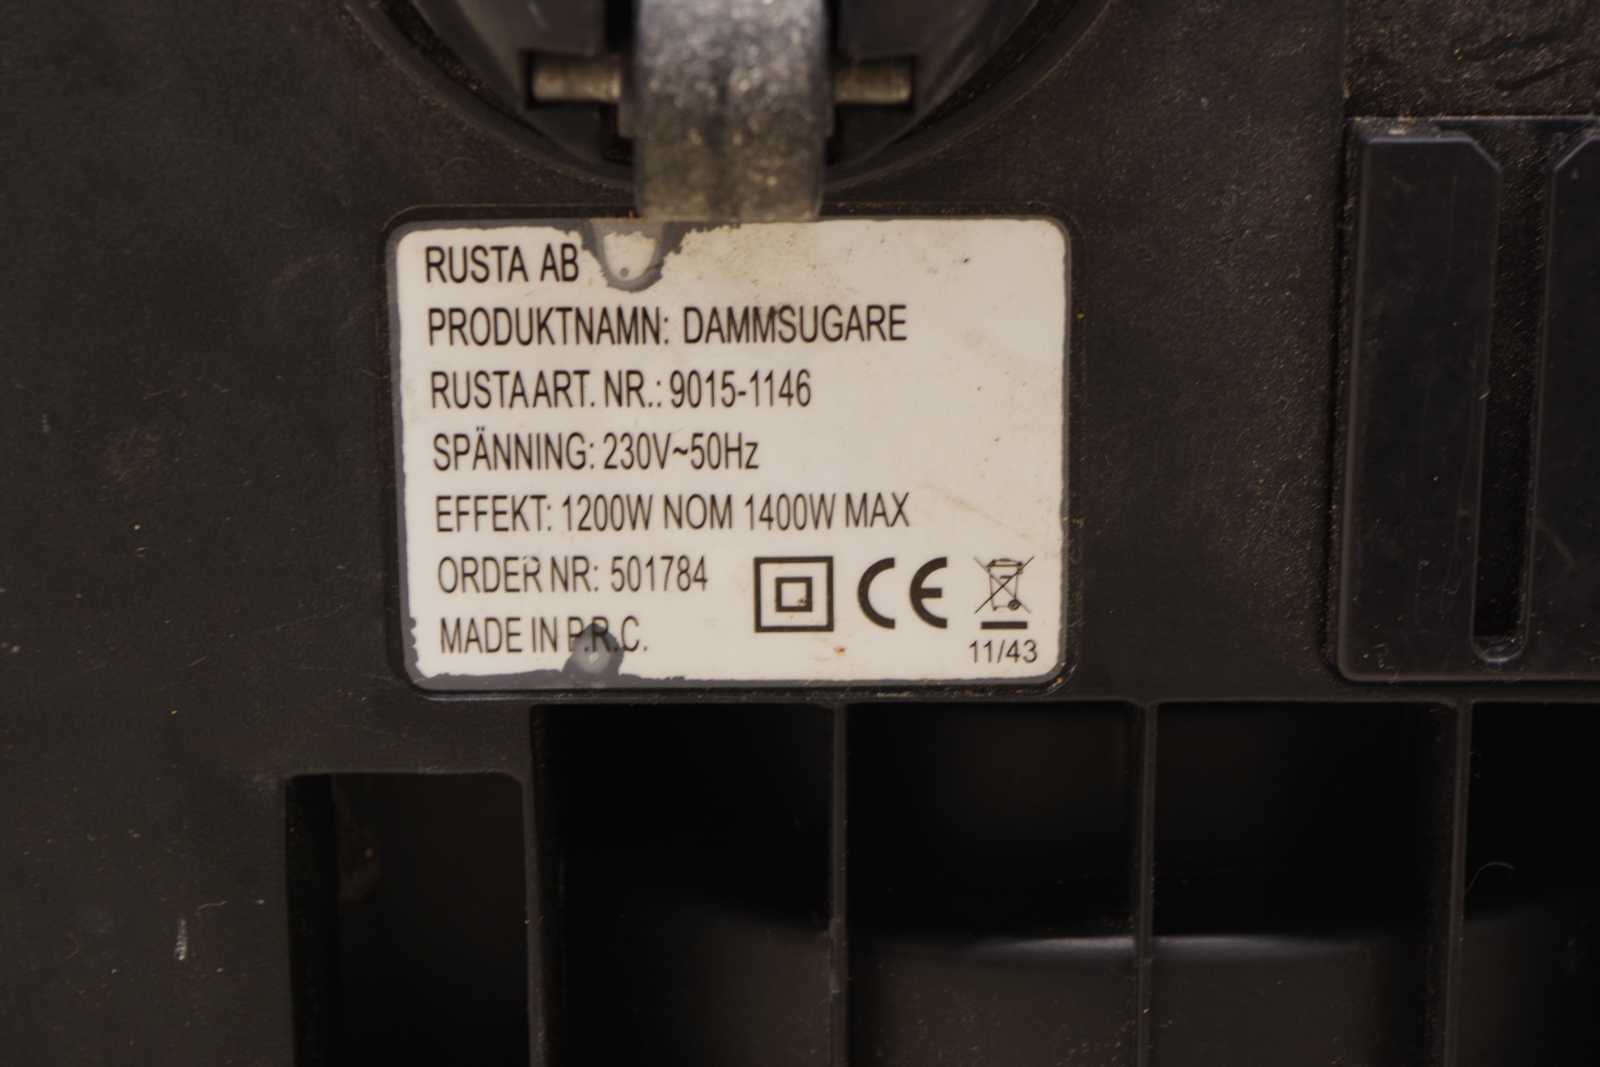 RUSTA AB
PRODUKTNAMN: DAMMSUGARE
RUSTA ART. NR.: 9015-1146
SPÄNNING: 230V~50Hz
EFFEKT: 1200W NOM 1400W MAX
ORDER NR: 501784
MADE IN P.R.C.
CE
11/43